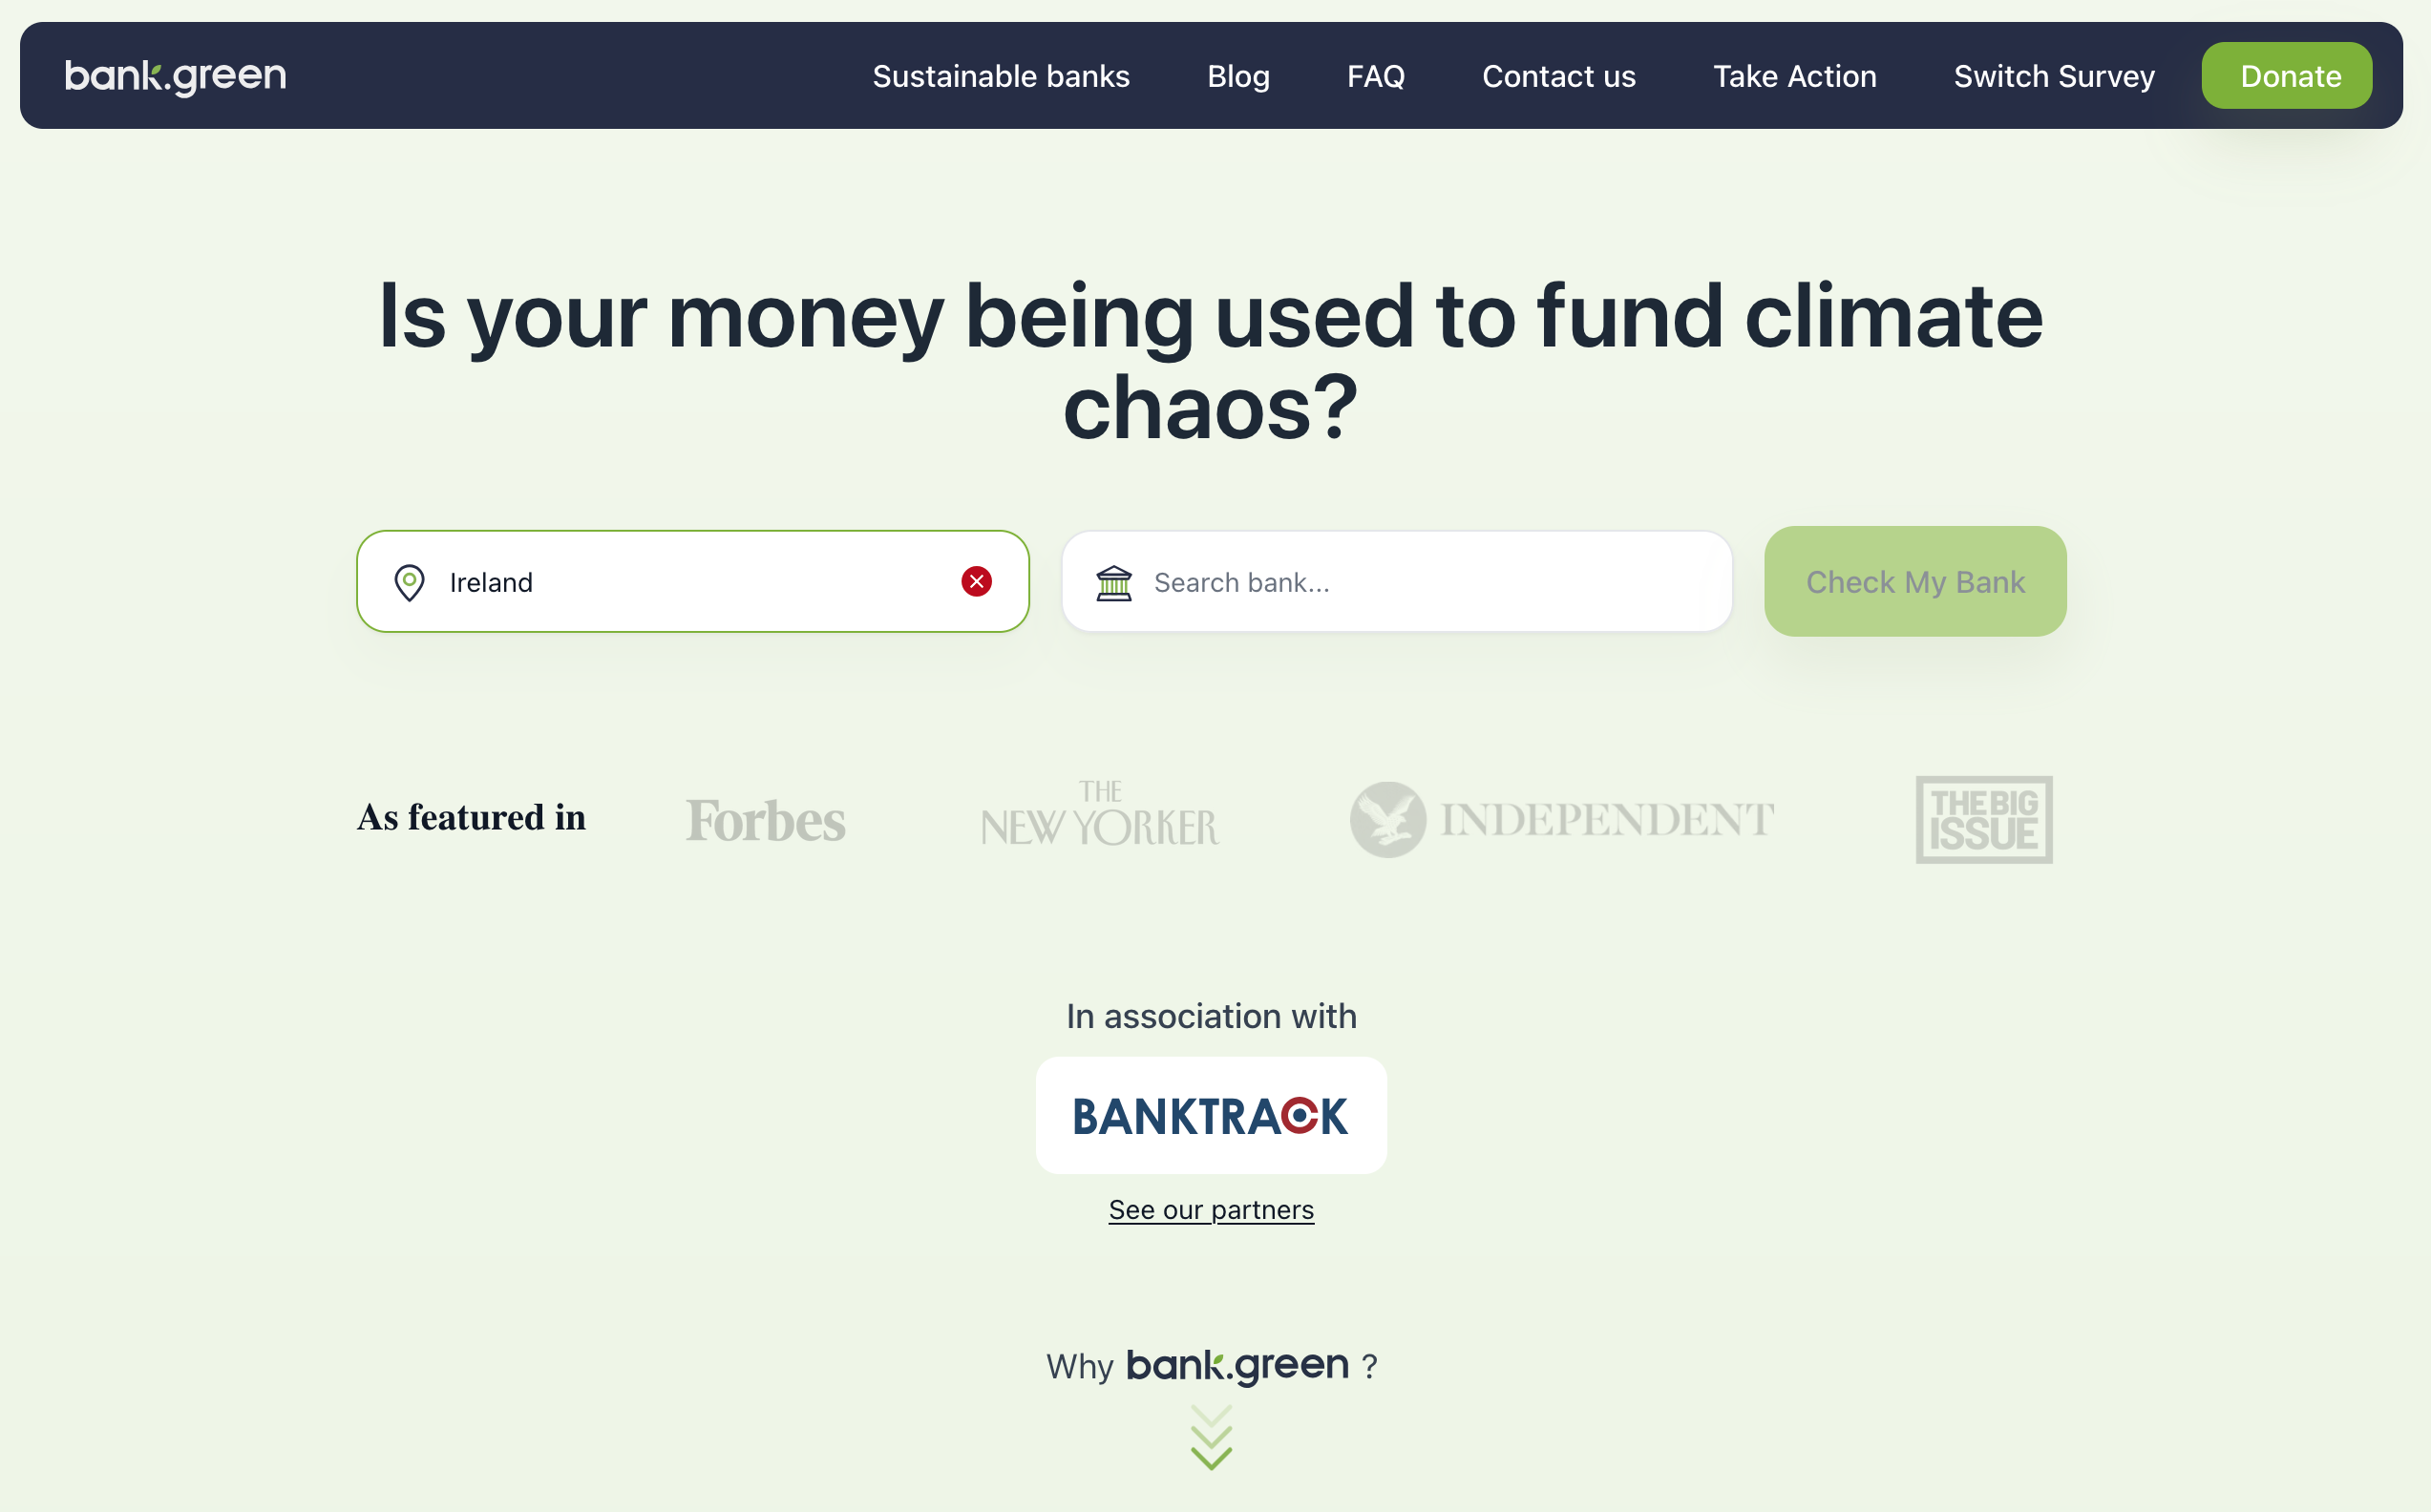 bank.green
Sustainable banks
Blog
FAQ
Contact us
Take Action
Switch Survey
Donate
Is your money being used to fund climate
chaos?
Ireland
Search bank...
Check My Bank
As featured in
Forbes
THE
NEW YORKER
INDEPENDENT
THE BIG
ISSUE
In association with
BANKTRACK
See our partners
Why bank.green ?